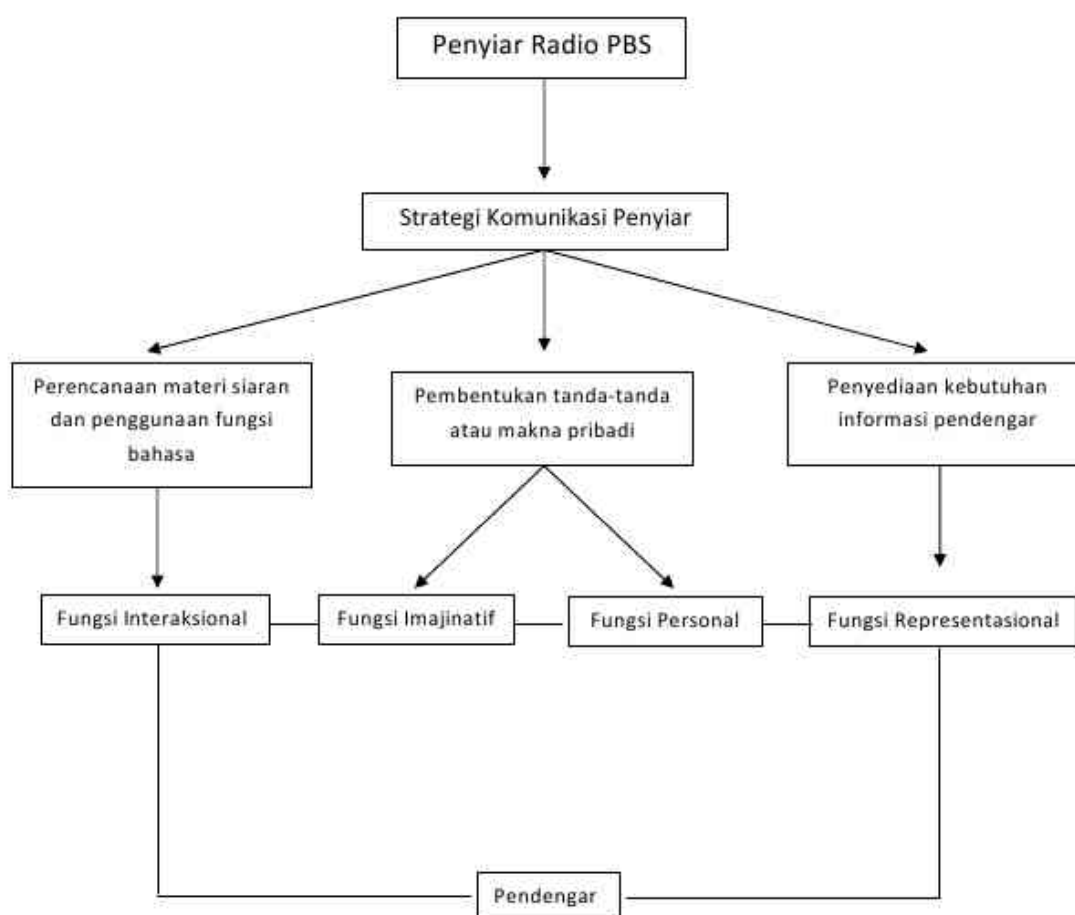 Penyiar Radio PBS
Strategi Komunikasi Penyiar
Perencanaan materi siaran
dan penggunaan fungsi
bahasa
Pembentukan tanda-tanda
atau makna pribadi
Penyediaan kebutuhan
informasi pendengar
Fungsi Interaksional
Fungsi Imajinatif
Fungsi Personal
Fungsi Representasional
Pendengar